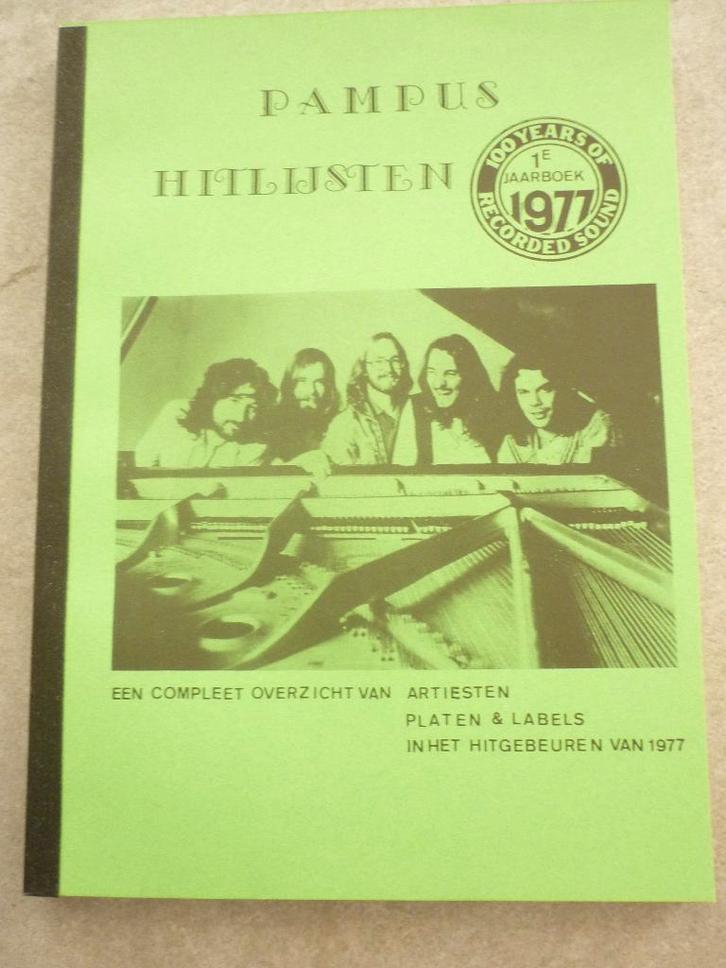 PAMPUS
HITLIJSTEN
100 YEARS OF
1E
JAARBOEK
1977
RECORDED SOUND
EEN COMPLEET OVERZICHT VAN ARTIESTEN
PLATEN & LABELS
IN HET HITGEBEUREN VAN 1977